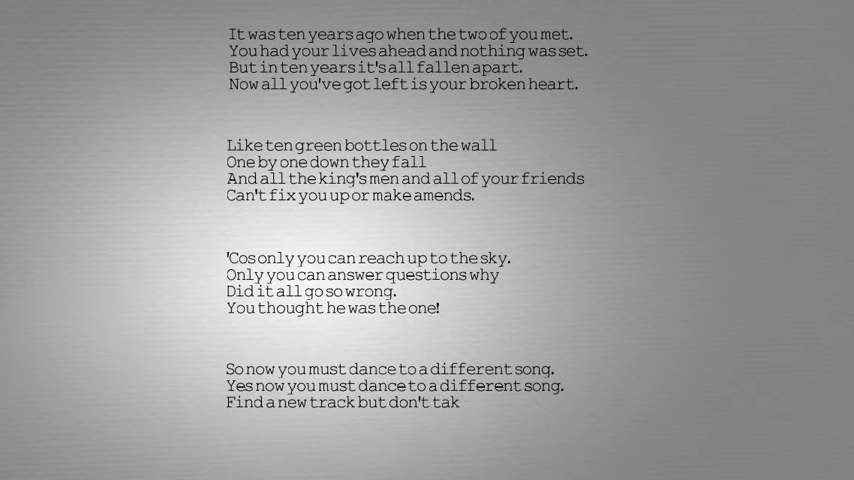 It was ten years ago when the two of you met.
You had your lives ahead and nothing was set.
But in ten years it's all fallen apart.
Now all you've got left is your broken heart.
Like ten green bottles on the wall
One by one down they fall
And all the king's men and all of your friends
Can't fix you up or make amends.
'Cos only you can reach up to the sky.
Only you can answer questions why
Did it all go so wrong.
You thought he was the one!
So now you must dance to a different song.
Yes now you must dance to a different song.
Find a new track but don't tak